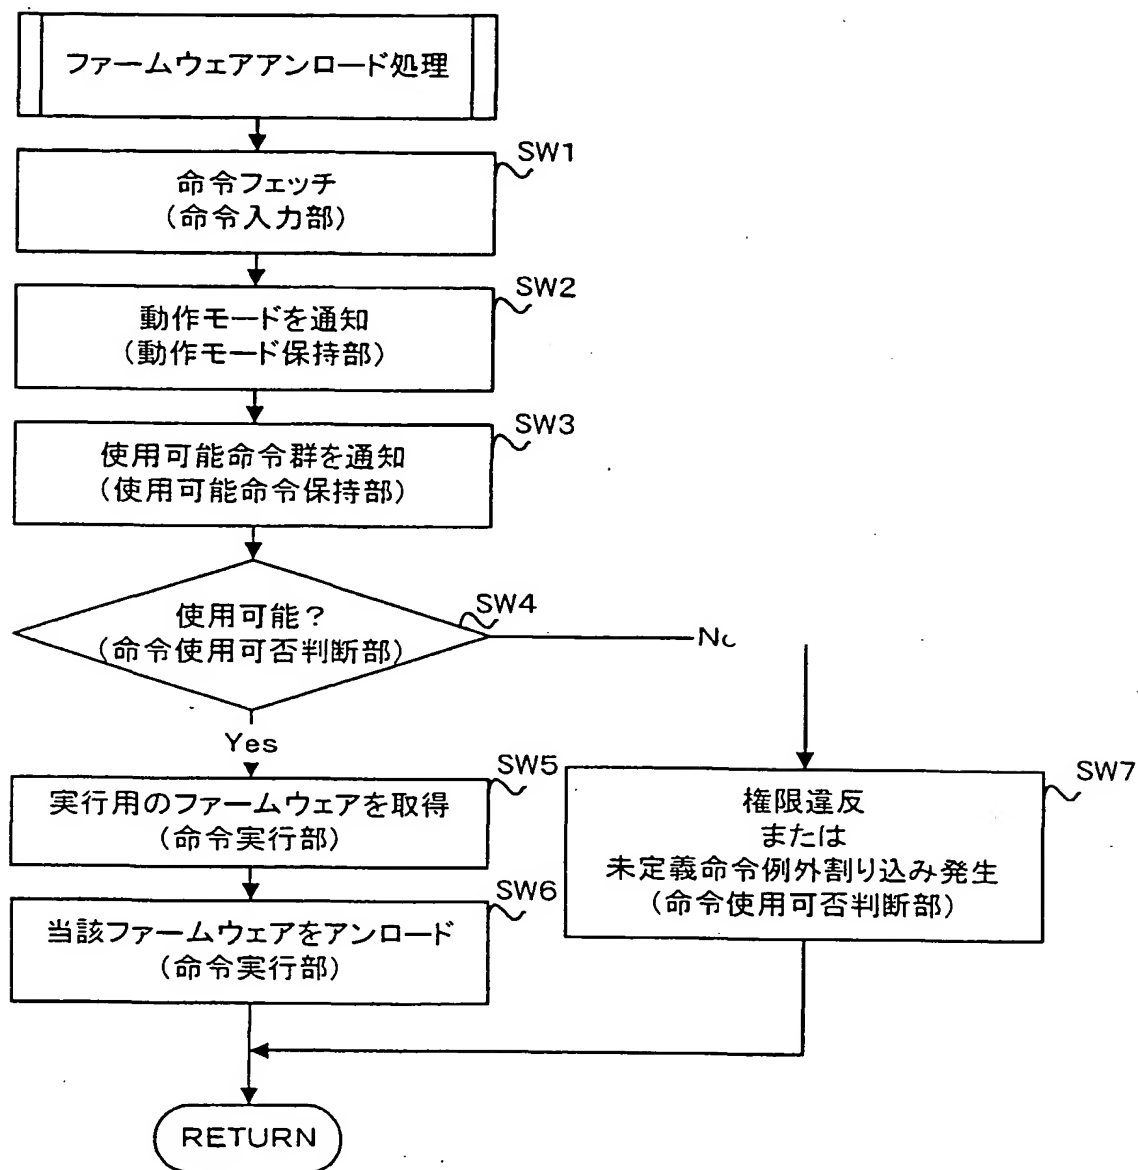 ファームウェアアンロード処理
SW1
命令フェッチ
(命令入力部)
SW2
動作モードを通知
(動作モード保持部)
SW3
使用可能命令群を通知
(使用可能命令保持部)
SW4
使用可能?
(命令使用可否判断部)
No
Yes
SW5
実行用のファームウェアを取得
(命令実行部)
SW6
当該ファームウェアをアンロード
(命令実行部)
SW7
権限違反
または
未定義命令例外割り込み発生
(命令使用可否判断部)
RETURN